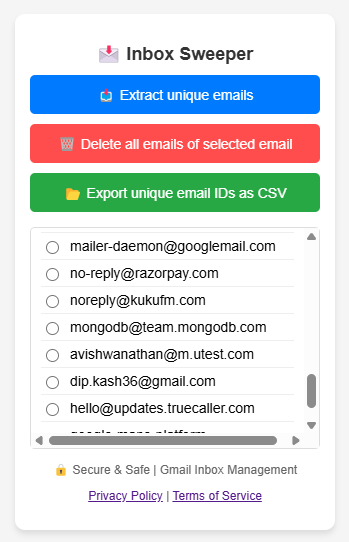 Inbox Sweeper
Extract unique emails
Delete all emails of selected email
Export unique email IDs as CSV
mailer-daemon@googlemail.com
no-reply@razorpay.com
noreply@kukufm.com
mongodb@team.mongodb.com
avishwanathan@m.utest.com
dip.kash36@gmail.com
hello@updates.truecaller.com
Secure & Safe | Gmail Inbox Management
Privacy Policy | Terms of Service